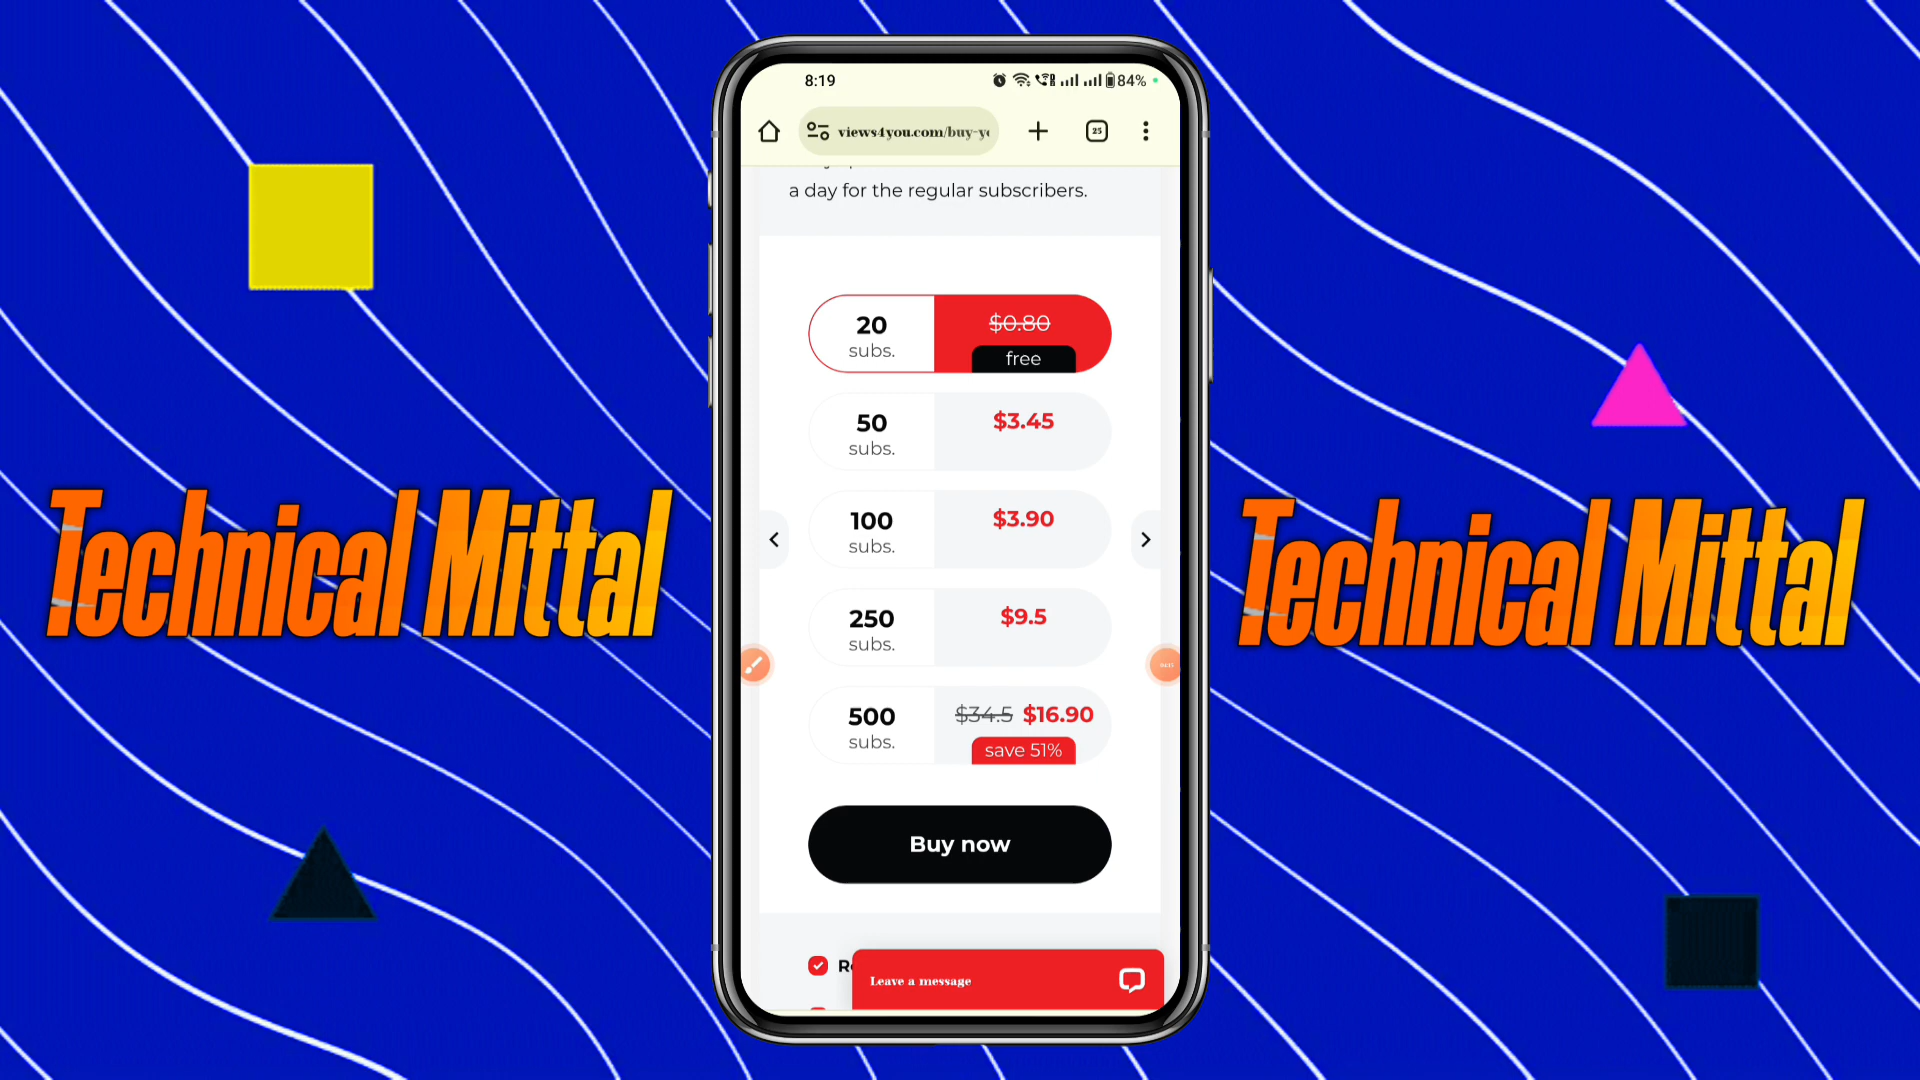 8:19
84%
views4you.com/buy-y
25
a day for the regular subscribers.
20
subs.
$0.80
free
50
subs.
$3.45
100
subs.
$3.90
250
subs.
$9.5
500
subs.
$34.5 $16.90
save 51%
Buy now
Leave a message
Technical Mittal
Technical Mittal